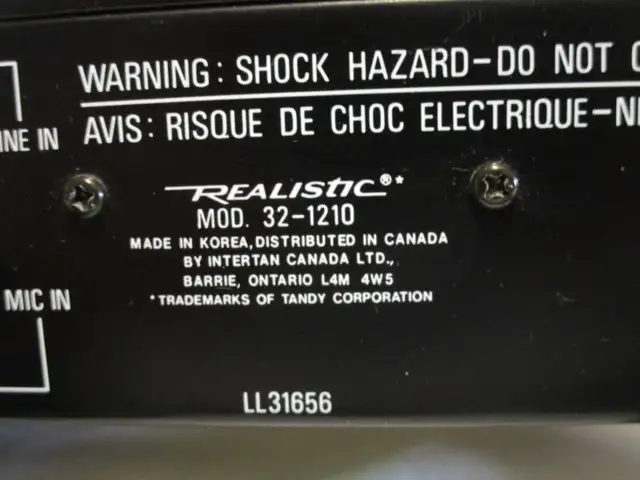 WARNING: SHOCK HAZARD-DO NOT
LINE IN
AVIS: RISQUE DE CHOC ELECTRIQUE-
REALISTIC®*
MOD. 32-1210
MADE IN KOREA, DISTRIBUTED IN CANADA
BY INTERTAN CANADA LTD.,
BARRIE, ONTARIO L4M 4W5
MIC IN
*TRADEMARKS OF TANDY CORPORATION
LL31656